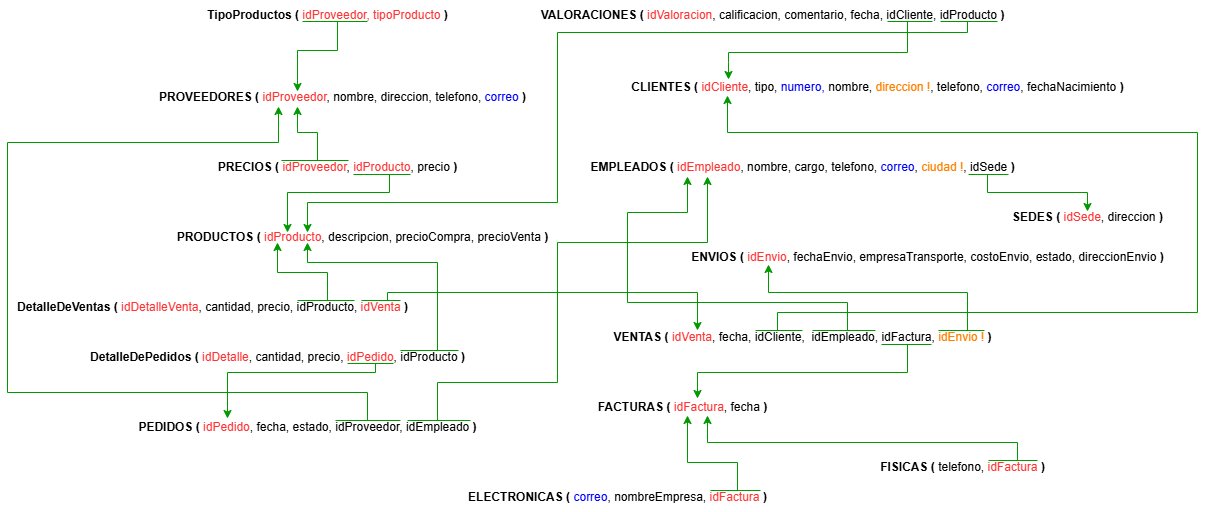 TipoProductos ( idProveedor, tipoProducto )
VALORACIONES ( idValoracion, calificacion, comentario, fecha, idCliente, idProducto )
PROVEEDORES ( idProveedor, nombre, direccion, telefono, correo )
CLIENTES ( idCliente, tipo, numero, nombre, direccion !, telefono, correo, fechaNacimiento )
PRECIOS ( idProveedor, idProducto, precio )
EMPLEADOS ( idEmpleado, nombre, cargo, telefono, correo, ciudad !, idSede )
SEDES ( idSede, direccion )
PRODUCTOS ( idProducto, descripcion, precioCompra, precioVenta )
ENVIOS ( idEnvio, fechaEnvio, empresaTransporte, costoEnvio, estado, direccionEnvio )
DetalleDeVentas ( idDetalleVenta, cantidad, precio, idProducto, idVenta )
VENTAS ( idVenta, fecha, idCliente, idEmpleado, idFactura, idEnvio ! )
DetalleDePedidos ( idDetalle, cantidad, precio, idPedido, idProducto )
FACTURAS ( idFactura, fecha )
PEDIDOS ( idPedido, fecha, estado, idProveedor, idEmpleado )
FISICAS ( telefono, idFactura )
ELECTRONICAS ( correo, nombreEmpresa, idFactura )